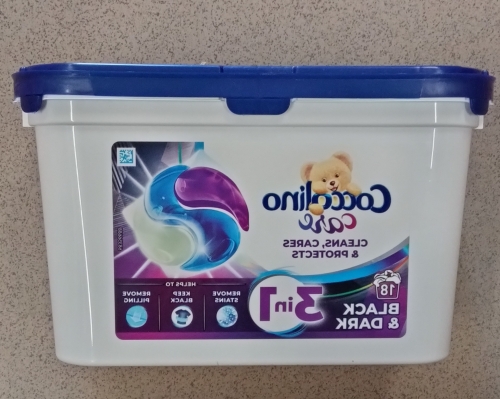 Coccolino
care
CLEANS, CARES
& PROTECTS
18
BLACK
& DARK
3in1
HELPS TO
REMOVE
STAINS
KEEP
BLACK
REMOVE
PILLING